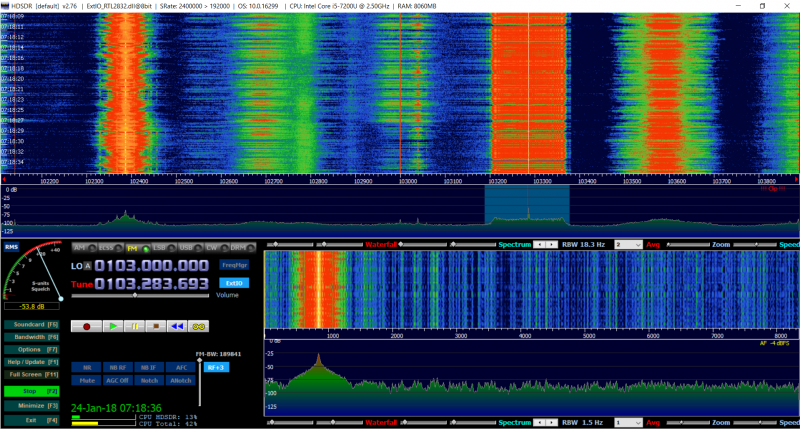 HDSDR [default] v2.76 | ExtIO_RTL2832.dll@8bit | SRate: 2400000 > 192000 | OS: 10.0.16299 | CPU: Intel Core i5-7200U @ 2.50GHz | RAM: 8060MB
07:18:09
07:18:11
07:18:13
07:18:15
07:18:16
07:18:18
07:18:20
07:18:21
07:18:23
07:18:25
07:18:27
07:18:29
07:18:30
07:18:32
07:18:34
102200 102300 102400 102500 102600 102700 102800 102900 103000 103100 103200 103300 103400 103500 103600 103700 103800
0 dB
-25
-50
-75
-100
-125
Waterfall Spectrum RBW 18.3 Hz 2 Avg Zoom Speed
RMS
+20 +40
S-units
Squelch
-53.8 dB
AM ECSS FM LSB USB CW DRM
LO A 0103.000.000 FreqMgr
Tune 0103.283.693 ExtIO
Volume
Soundcard [F5]
Bandwidth [F6]
Options [F7]
Help / Update [F1]
Full Screen [F11]
Stop [F2]
Minimize [F3]
Exit [F4]
FM-BW: 189841
NR NB RF NB IF AFC RF+3
Mute AGC Off Notch ANotch
24-Jan-18 07:18:36
CPU HDSDR: 13%
CPU Total: 42%
1000 2000 3000 4000 5000 6000 7000 8000
AF -4dBFS
0 dB
-25
-50
-75
-100
-125
Waterfall Spectrum RBW 1.5 Hz 1 Avg Zoom Speed